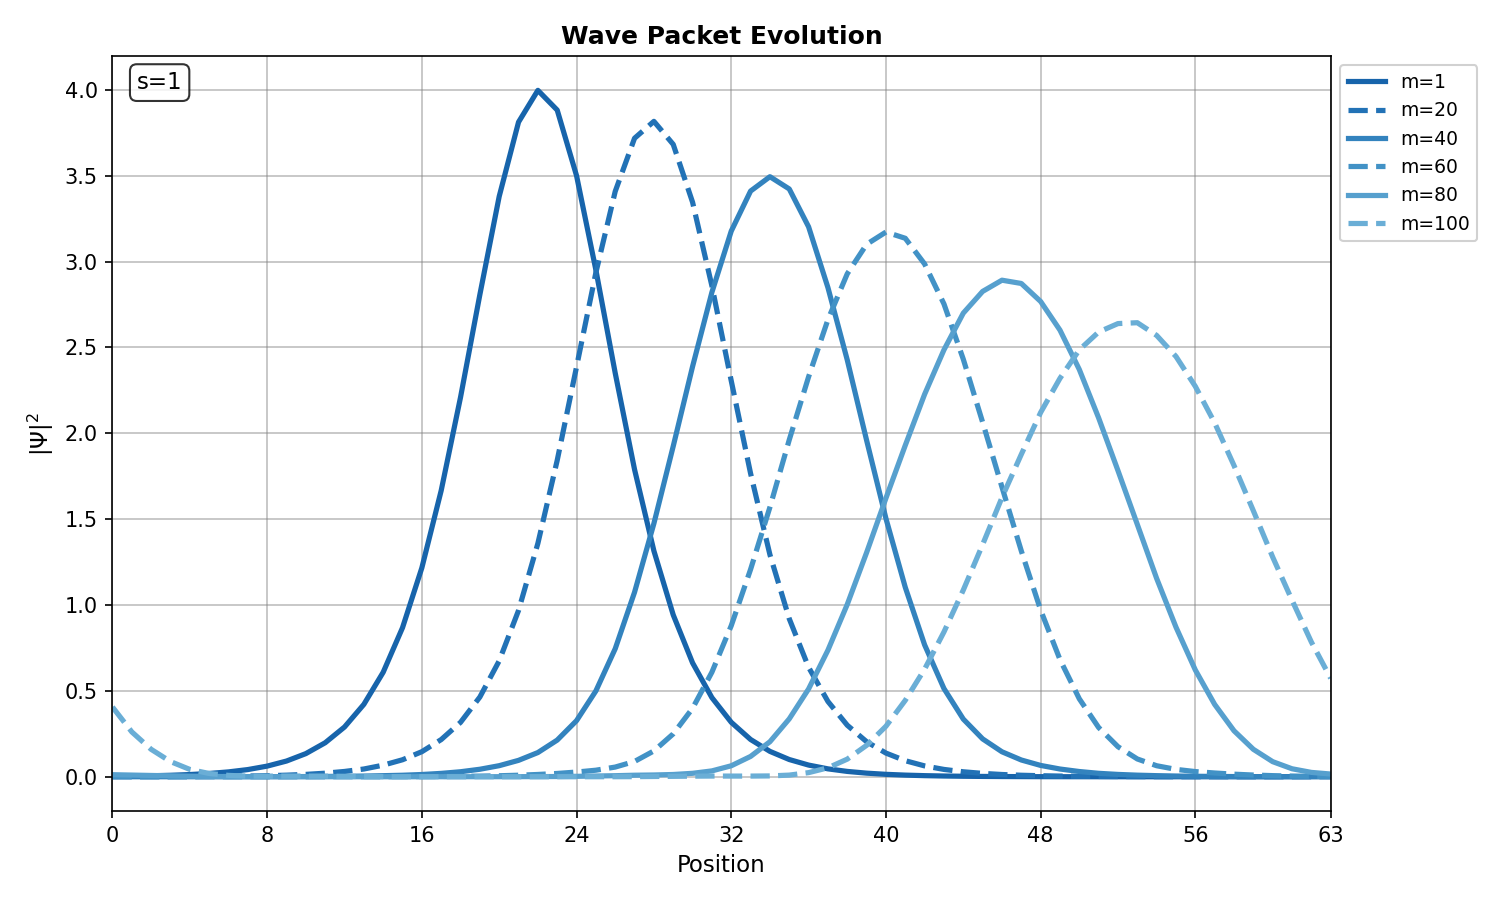 Wave Packet Evolution
s=1
m=1
m=20
m=40
m=60
m=80
m=100
|Ψ|²
4.0
3.5
3.0
2.5
2.0
1.5
1.0
0.5
0.0
0 8 16 24 32 40 48 56 63
Position